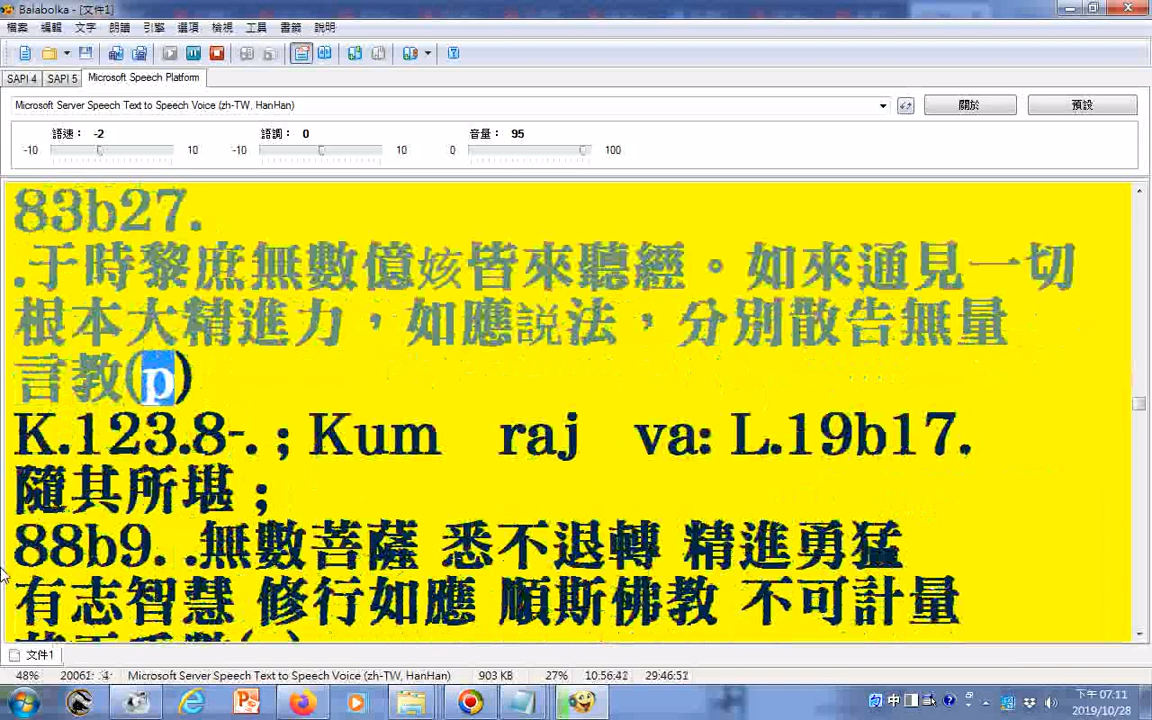 Balabolka - [文件1]
檔案 編輯 文字 朗讀 引擎 選項 檢視 工具 書籤 說明
SAPI 4 SAPI 5 Microsoft Speech Platform
Microsoft Server Speech Text to Speech Voice (zh-TW, HanHan)
關於 預設
語速： -2 語調： 0 音量： 95
-10 10 -10 10 0 100
83b27.
.于時黎庶無數億姟皆來聽經。如來通見一切
根本大精進力，如應説法，分別散告無量
言教(p)
K.123.8-. ; Kum raj va: L.19b17.
隨其所堪；
88b9. .無數菩薩 悉不退轉 精進勇猛
有志智慧 修行如應 順斯佛教 不可計量
文件1
48% Microsoft Server Speech Text to Speech Voice (zh-TW, HanHan) 903 KB 27% 10:56:42 29:46:51
中
下午 07:11
2019/10/28